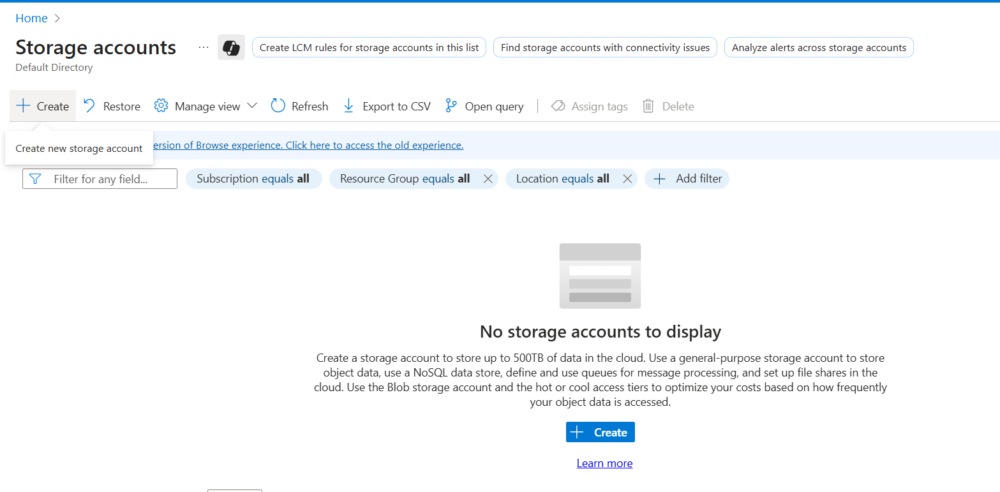 Home
Storage accounts
Create LCM rules for storage accounts in this list
Find storage accounts with connectivity issues
Analyze alerts across storage accounts
Default Directory
Create
Restore
Manage view
Refresh
Export to CSV
Open query
Assign tags
Delete
Create new storage account
ersion of Browse experience. Click here to access the old experience.
Filter for any field...
Subscription equals all
Resource Group equals all
Location equals all
Add filter
No storage accounts to display
Create a storage account to store up to 500TB of data in the cloud. Use a general-purpose storage account to store
object data, use a NoSQL data store, define and use queues for message processing, and set up file shares in the
cloud. Use the Blob storage account and the hot or cool access tiers to optimize your costs based on how frequently
your object data is accessed.
Create
Learn more